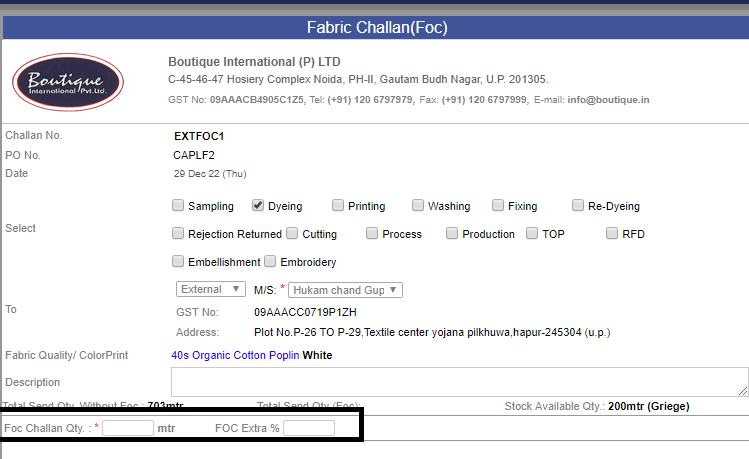 Fabric Challan(Foc)
Boutique
International Pvt.Ltd.
Boutique International (P) LTD
C-45-46-47 Hosiery Complex Noida, PH-II, Gautam Budh Nagar, U.P. 201305.
GST No: 09AAACB4905C1Z5, Tel: (+91) 120 6797979, Fax: (+91) 120 6797999, E-mail: info@boutique.in
Challan No. EXTFOC1
PO No. CAPLF2
Date 29 Dec 22 (Thu)
Select
Sampling Dyeing Printing Washing Fixing Re-Dyeing
Rejection Returned Cutting Process Production TOP RFD
Embellishment Embroidery
To
External M/S: * Hukam chand Gup
GST No: 09AAACC0719P1ZH
Address: Plot No.P-26 TO P-29,Textile center yojana pilkhuwa,hapur-245304 (u.p.)
Fabric Quality/ ColorPrint 40s Organic Cotton Poplin White
Description
Total Send Qty. Without Foc : 703mtr Total Send Qty (Foc): Stock Available Qty.: 200mtr (Griege)
Foc Challan Qty. : * mtr FOC Extra %